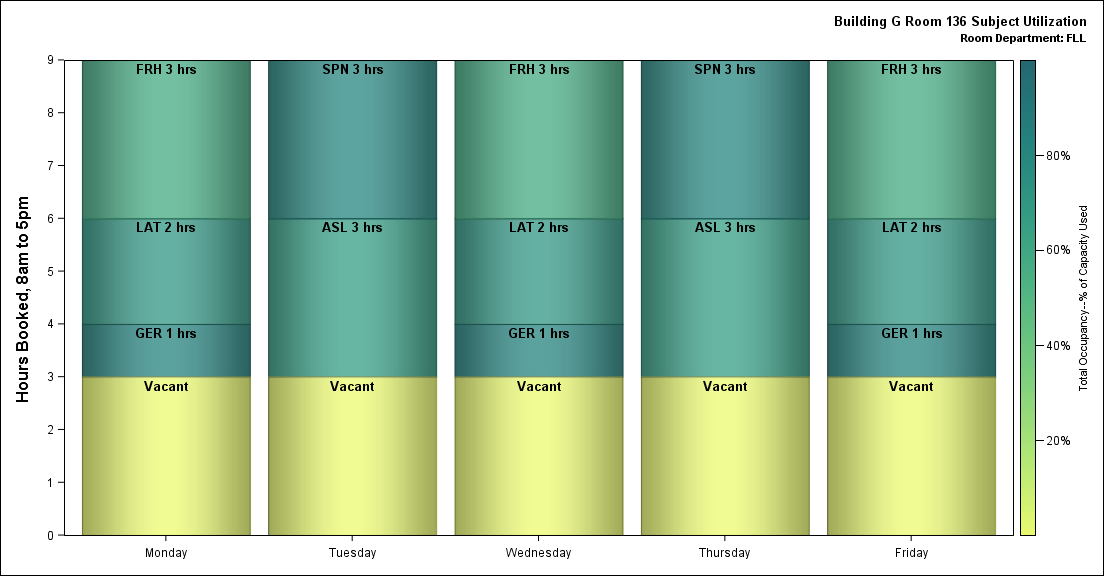 Building G Room 136 Subject Utilization
Room Department: FLL
Hours Booked, 8am to 5pm
9
8
7
6
5
4
3
2
1
0
FRH 3 hrs
LAT 2 hrs
GER 1 hrs
Vacant
SPN 3 hrs
ASL 3 hrs
Vacant
FRH 3 hrs
LAT 2 hrs
GER 1 hrs
Vacant
SPN 3 hrs
ASL 3 hrs
Vacant
FRH 3 hrs
LAT 2 hrs
GER 1 hrs
Vacant
Monday
Tuesday
Wednesday
Thursday
Friday
80%
60%
40%
20%
Total Occupancy--% of Capacity Used